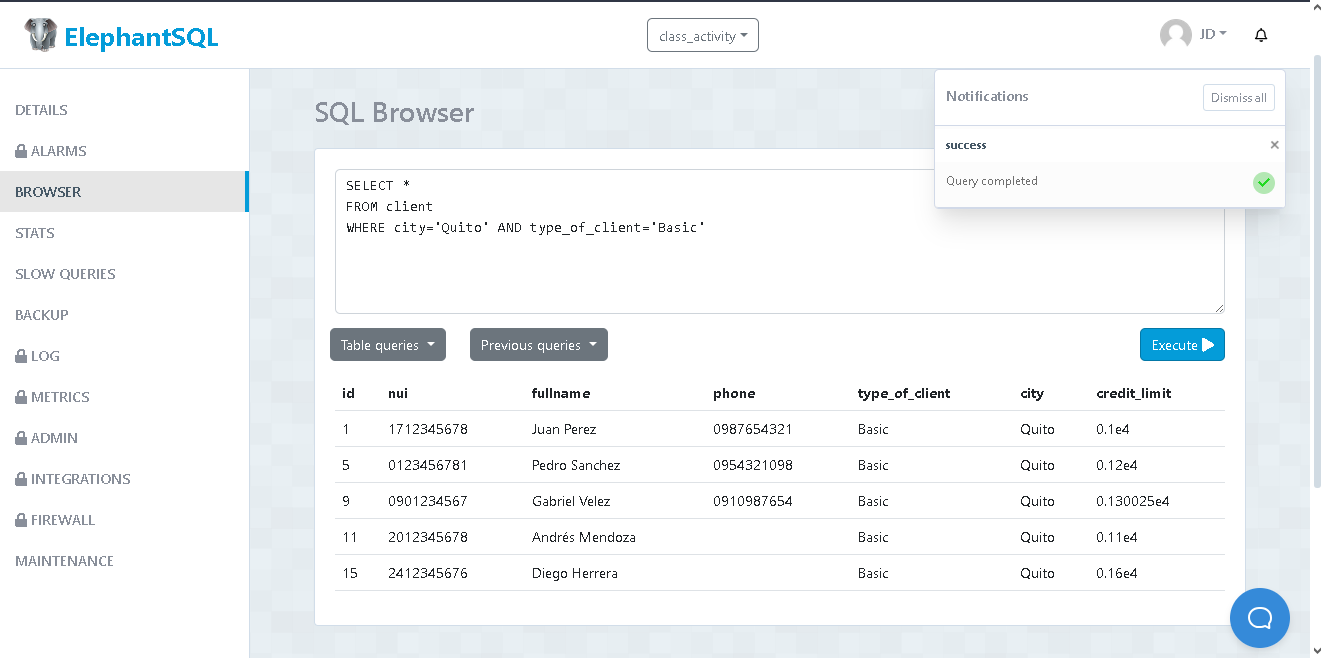 ElephantSQL
class_activity
JD
DETAILS
ALARMS
BROWSER
STATS
SLOW QUERIES
BACKUP
LOG
METRICS
ADMIN
INTEGRATIONS
FIREWALL
MAINTENANCE
SQL Browser
Notifications
Dismiss all
success
×
Query completed
SELECT *
FROM client
WHERE city='Quito' AND type_of_client='Basic'
Table queries
Previous queries
Execute
id nui fullname phone type_of_client city credit_limit
1 1712345678 Juan Perez 0987654321 Basic Quito 0.1e4
5 0123456781 Pedro Sanchez 0954321098 Basic Quito 0.12e4
9 0901234567 Gabriel Velez 0910987654 Basic Quito 0.130025e4
11 2012345678 Andrés Mendoza Basic Quito 0.11e4
15 2412345676 Diego Herrera Basic Quito 0.16e4